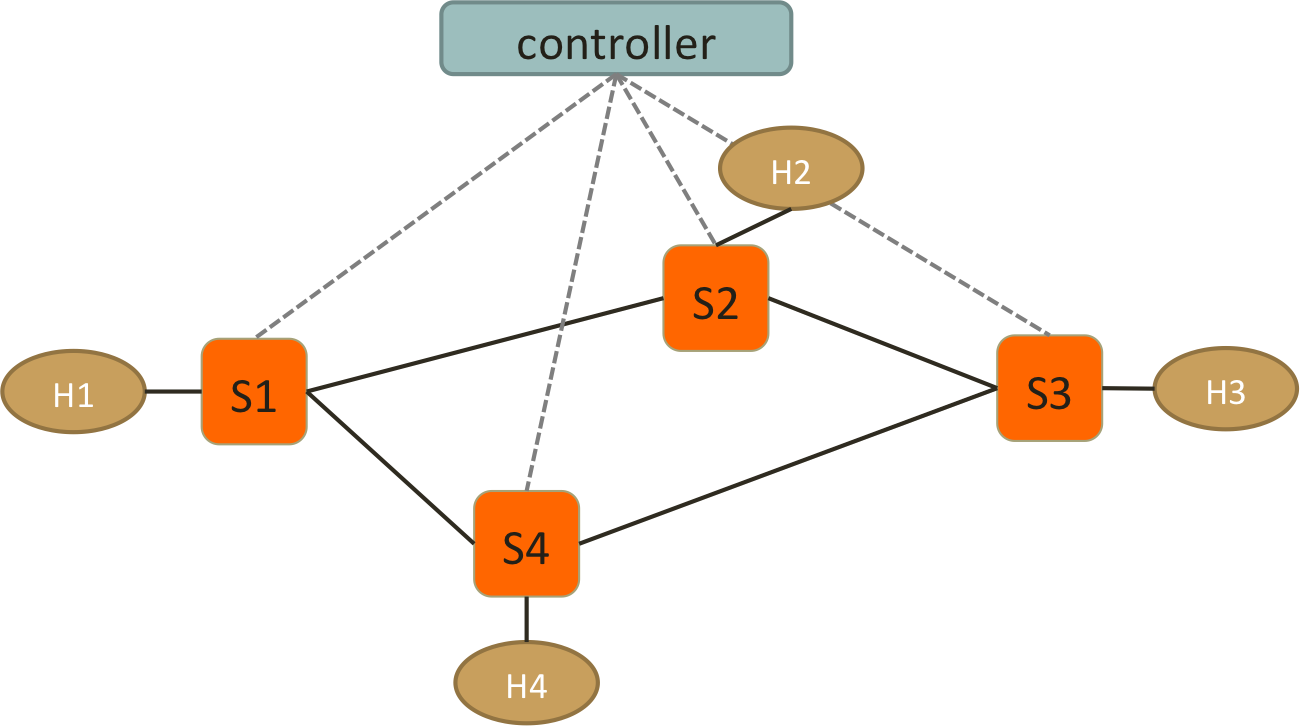 controller
H2
S2
S1
S3
H1
H3
S4
H4